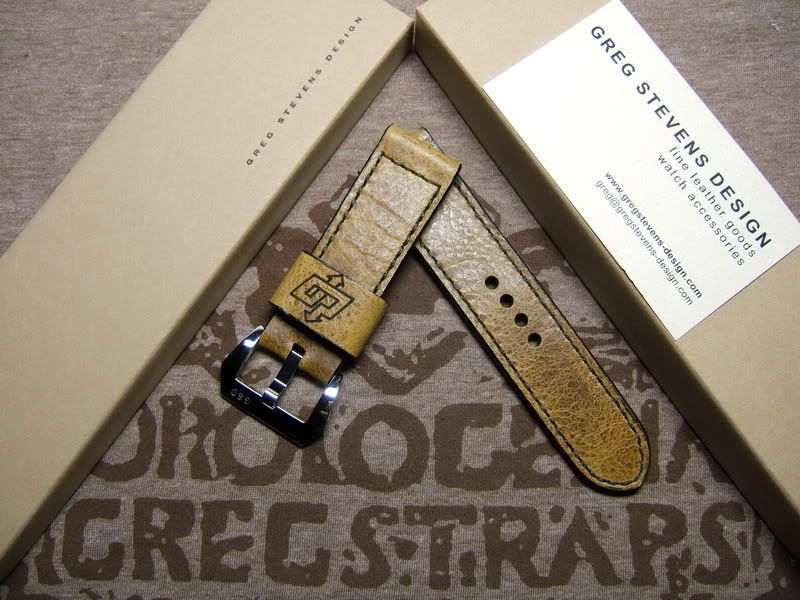 GREG STEVENS DESIGN
GREG STEVENS DESIGN
fine leather goods
watch accessories
www.gregstevens-design.com
greg@gregstevens-design.com
GSD
GREGSTRAPS